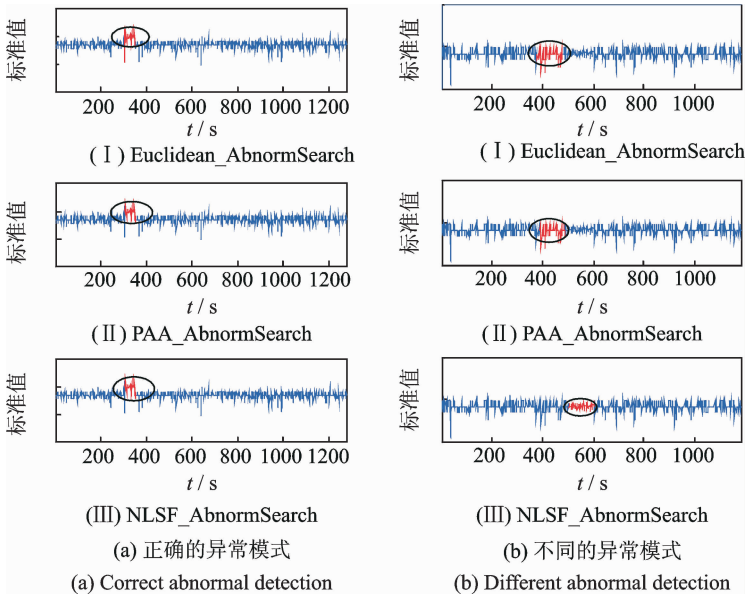 标准值
200 400 600 800 1000 1200
t / s
(Ⅰ) Euclidean_AbnormSearch
标准值
200 400 600 800 1000 1200
t / s
(Ⅱ) PAA_AbnormSearch
标准值
200 400 600 800 1000 1200
t / s
(Ⅲ) NLSF_AbnormSearch
(a) 正确的异常模式
(a) Correct abnormal detection
标准值
200 400 600 800 1000
t / s
(Ⅰ) Euclidean_AbnormSearch
标准值
200 400 600 800 1000
t / s
(Ⅱ) PAA_AbnormSearch
标准值
200 400 600 800 1000
t / s
(Ⅲ) NLSF_AbnormSearch
(b) 不同的异常模式
(b) Different abnormal detection